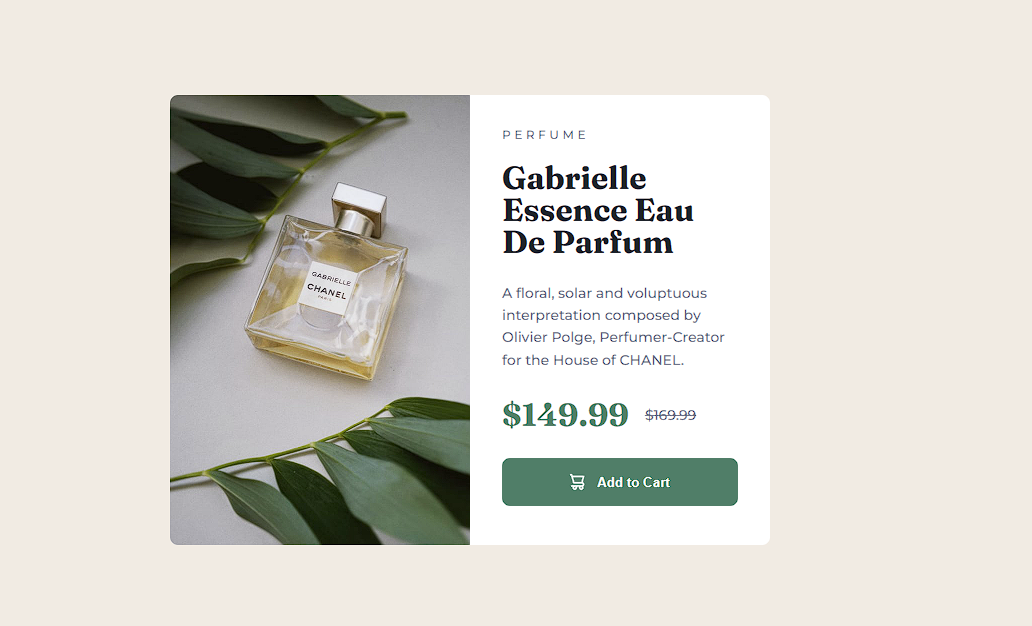 GABRIELLE
CHANEL
PARIS
PERFUME
Gabrielle
Essence Eau
De Parfum
A floral, solar and voluptuous
interpretation composed by
Olivier Polge, Perfumer-Creator
for the House of CHANEL.
$149.99 $169.99
Add to Cart